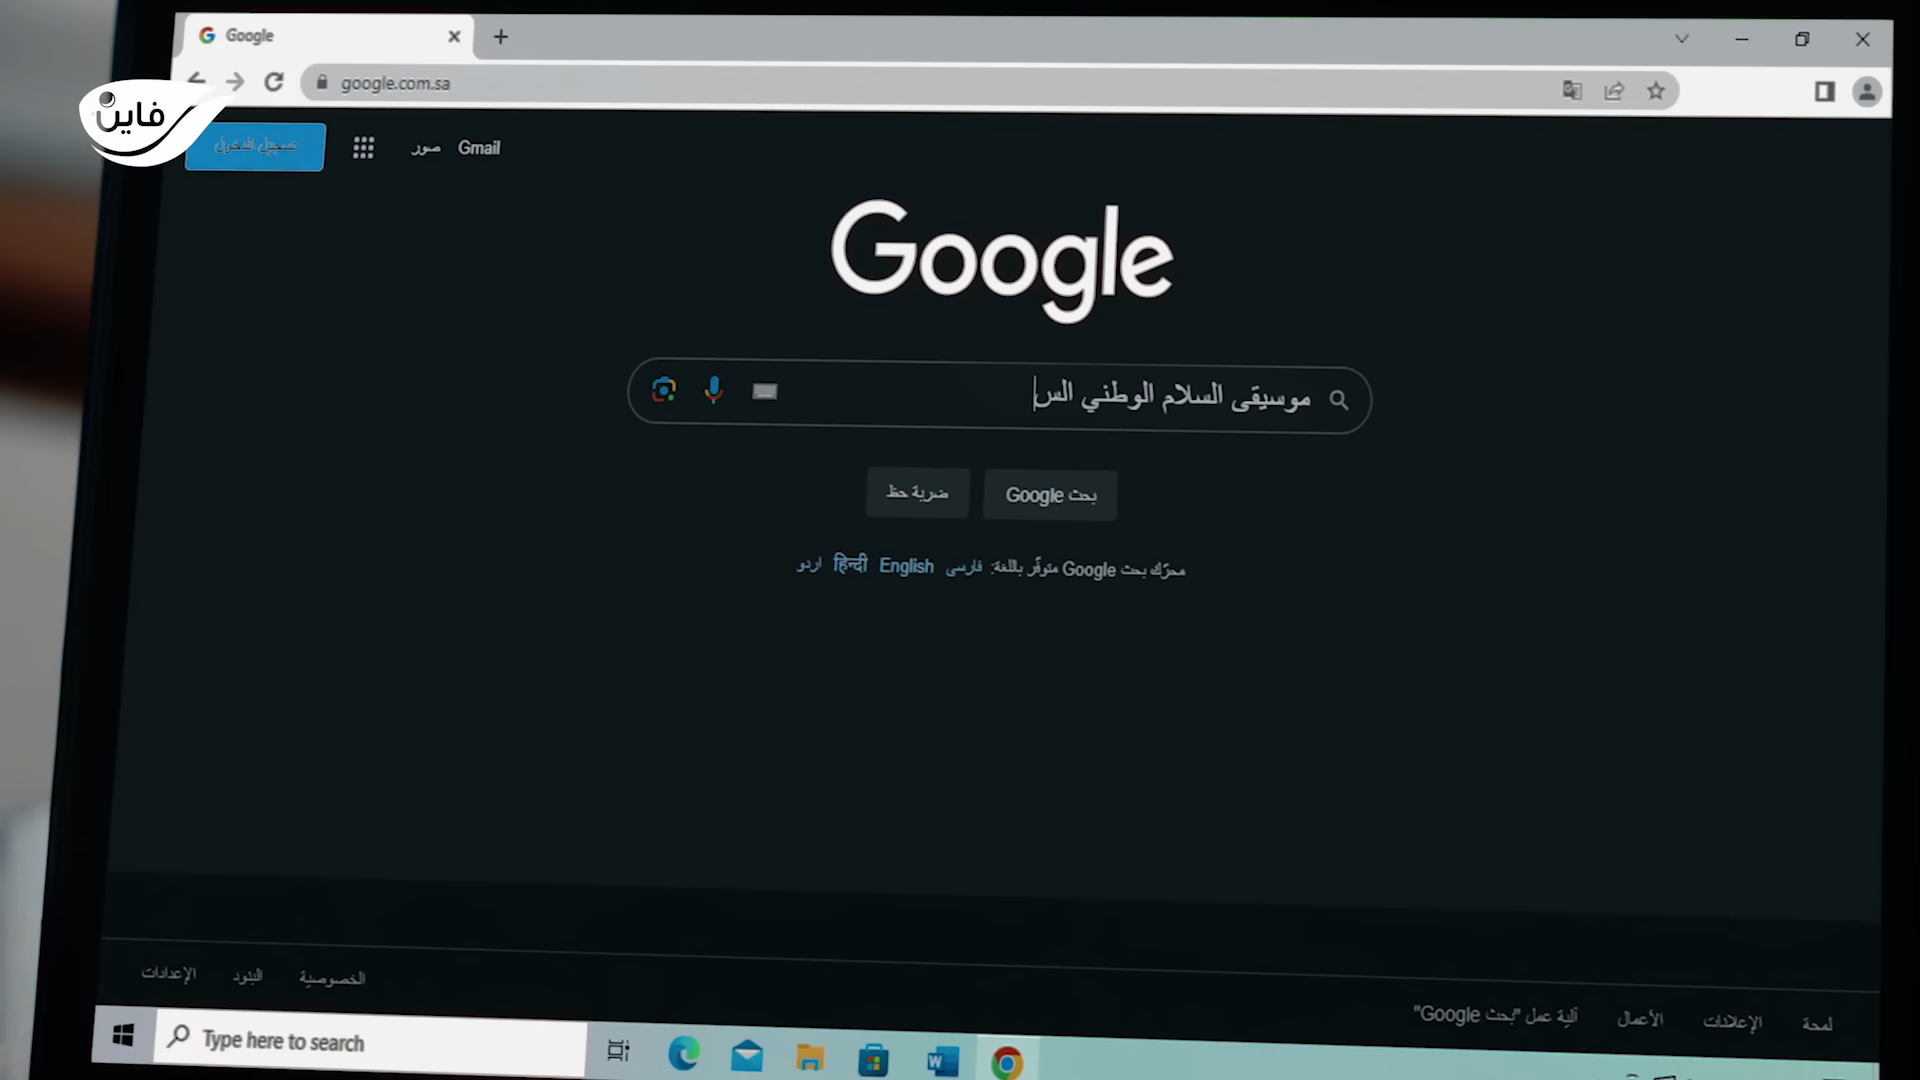 Google
google.com.sa
فاين
تسجيل الدخول
صور Gmail
Google
موسيقى السلام الوطني الس
بحث Google
ضربة حظ
محرّك بحث Google متوفّر باللغة: فارسی English हिन्दी اردو
لمحة الإعلانات الأعمال آلية عمل "بحث Google"
الخصوصية البنود الإعدادات
Type here to search